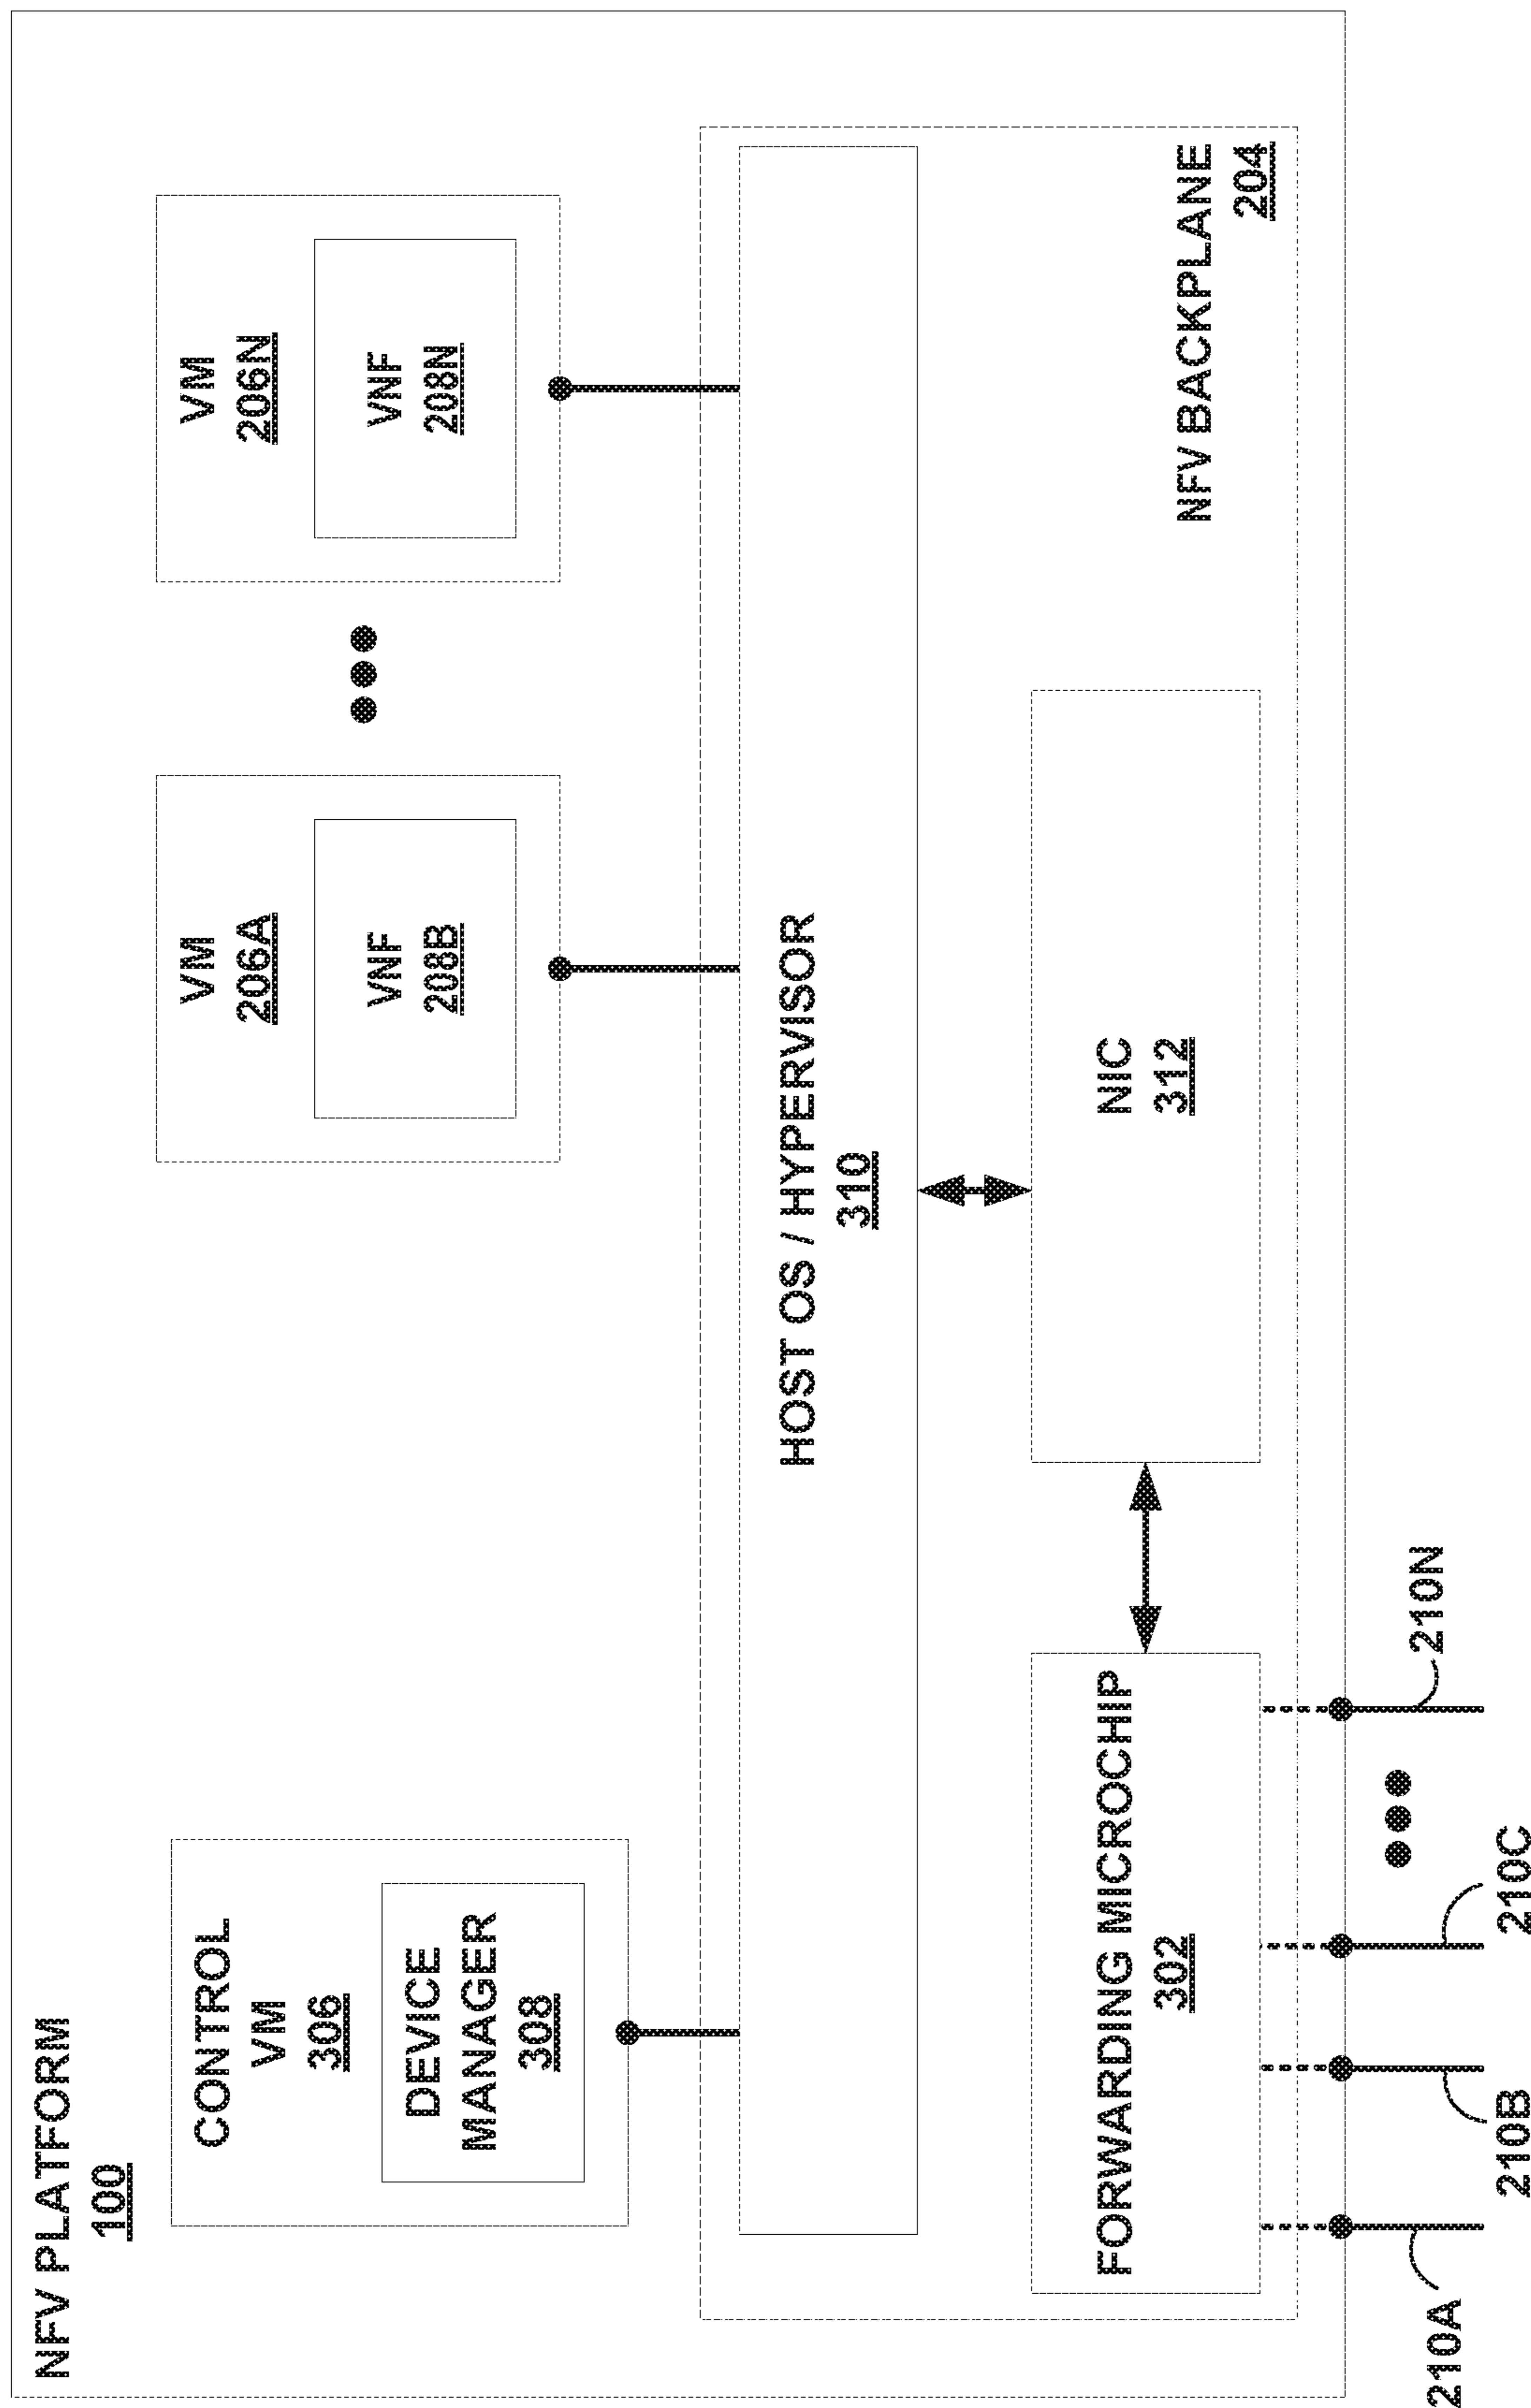 NFV PLATFORM
100
CONTROL
VM
306
DEVICE
MANAGER
308
VM
206A
VNF
208B
VM
206N
VNF
208N
HOST OS / HYPERVISOR
310
FORWARDING MICROCHIP
302
NIC
312
NFV BACKPLANE
204
210A
210B
210C
210N